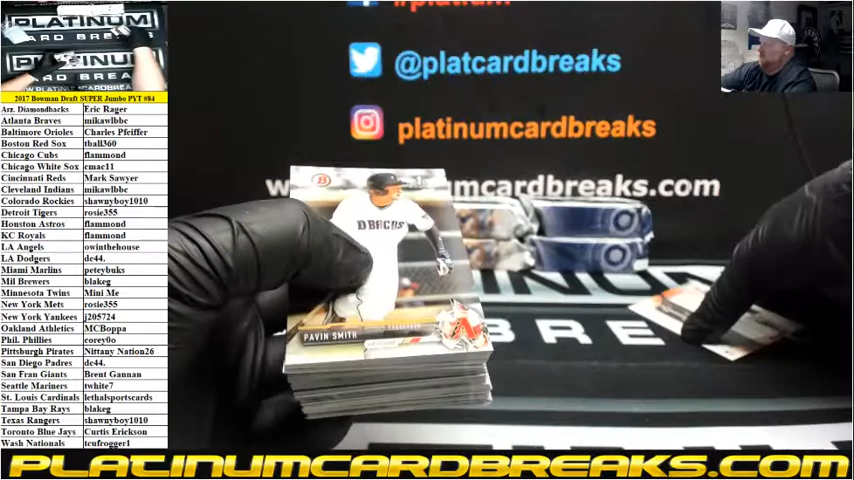 PLATINUM
CARD BREAKS
PLATINUM
CARD BREAKS
2017 Bowman Draft SUPER Jumbo PYT #84
Arz. Diamondbacks Eric Rager
Atlanta Braves mikawlbbc
Baltimore Orioles Charles Pfeiffer
Boston Red Sox tball360
Chicago Cubs flammond
Chicago White Sox cmac11
Cincinnati Reds Mark Sawyer
Cleveland Indians mikawlbbc
Colorado Rockies shawnyboy1010
Detroit Tigers rosie355
Houston Astros flammond
KC Royals flammond
LA Angels owinthehouse
LA Dodgers dc44.
Miami Marlins peteybuks
Mil Brewers blakeg
Minnesota Twins Mini Me
New York Mets rosie355
New York Yankees j205724
Oakland Athletics MCBoppa
Phil. Phillies corey0o
Pittsburgh Pirates Nittany Nation26
San Diego Padres dc44.
San Fran Giants Brent Gannan
Seattle Mariners twhite7
St. Louis Cardinals lethalsportscards
Tampa Bay Rays blakeg
Texas Rangers shawnyboy1010
Toronto Blue Jays Curtis Erickson
Wash Nationals tcufrogger1
@platcardbreaks
platinumcardbreaks
B
DBACKS
PAVIN SMITH
A
BRE
PLATINUMCARDBREAKS.COM